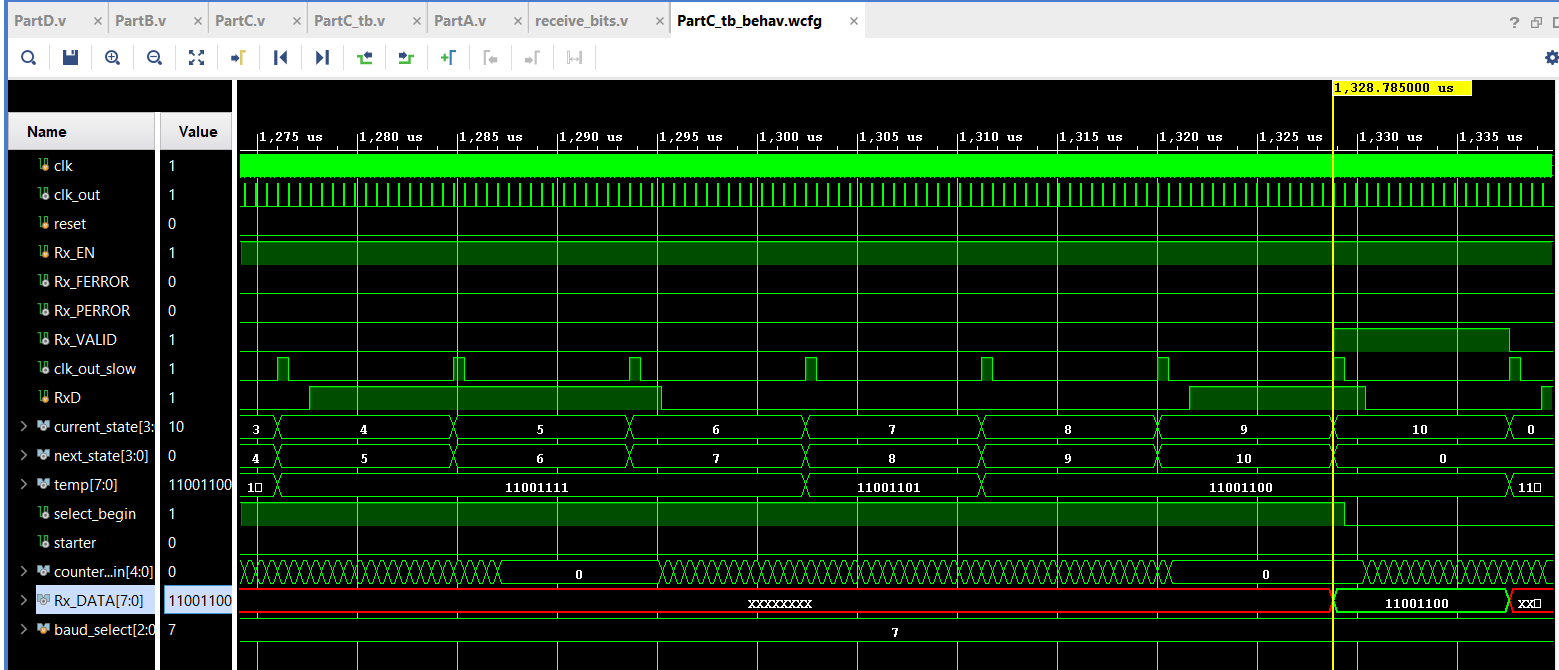 PartD.v × PartB.v × PartC.v × PartC_tb.v × PartA.v × receive_bits.v × PartC_tb_behav.wcfg ×
?
1,328.785000 us
Name Value
1,275 us 1,280 us 1,285 us 1,290 us 1,295 us 1,300 us 1,305 us 1,310 us 1,315 us 1,320 us 1,325 us 1,330 us 1,335 us
clk 1
clk_out 1
reset 0
Rx_EN 1
Rx_FERROR 0
Rx_PERROR 0
Rx_VALID 1
clk_out_slow 1
RxD 1
current_state[3: 10 3 4 5 6 7 8 9 10 0
next_state[3:0] 0 4 5 6 7 8 9 10 0
temp[7:0] 11001100 1□ 11001111 11001101 11001100 11□
select_begin 1
starter 0
counter...in[4:0] 0 0 0
Rx_DATA[7:0] 11001100 xxxxxxxx 11001100 xx□
baud_select[2:0 7 7